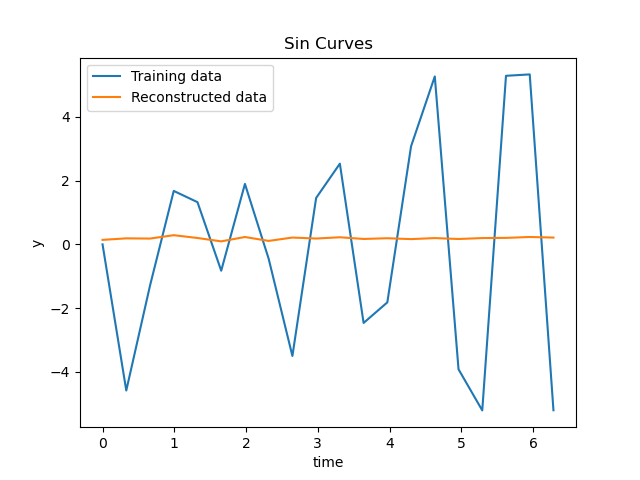 Sin Curves
Training data
Reconstructed data
y
4
2
0
−2
−4
0 1 2 3 4 5 6
time